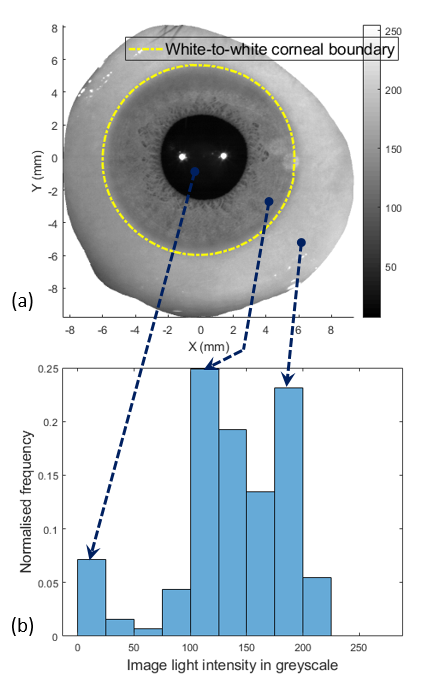 White-to-white corneal boundary
8
6
4
2
0
-2
-4
-6
-8
Y (mm)
-8 -6 -4 -2 0 2 4 6 8
X (mm)
250
200
150
100
50
(a)
0.25
0.2
0.15
0.1
0.05
0
Normalised frequency
0 50 100 150 200 250
Image light intensity in greyscale
(b)